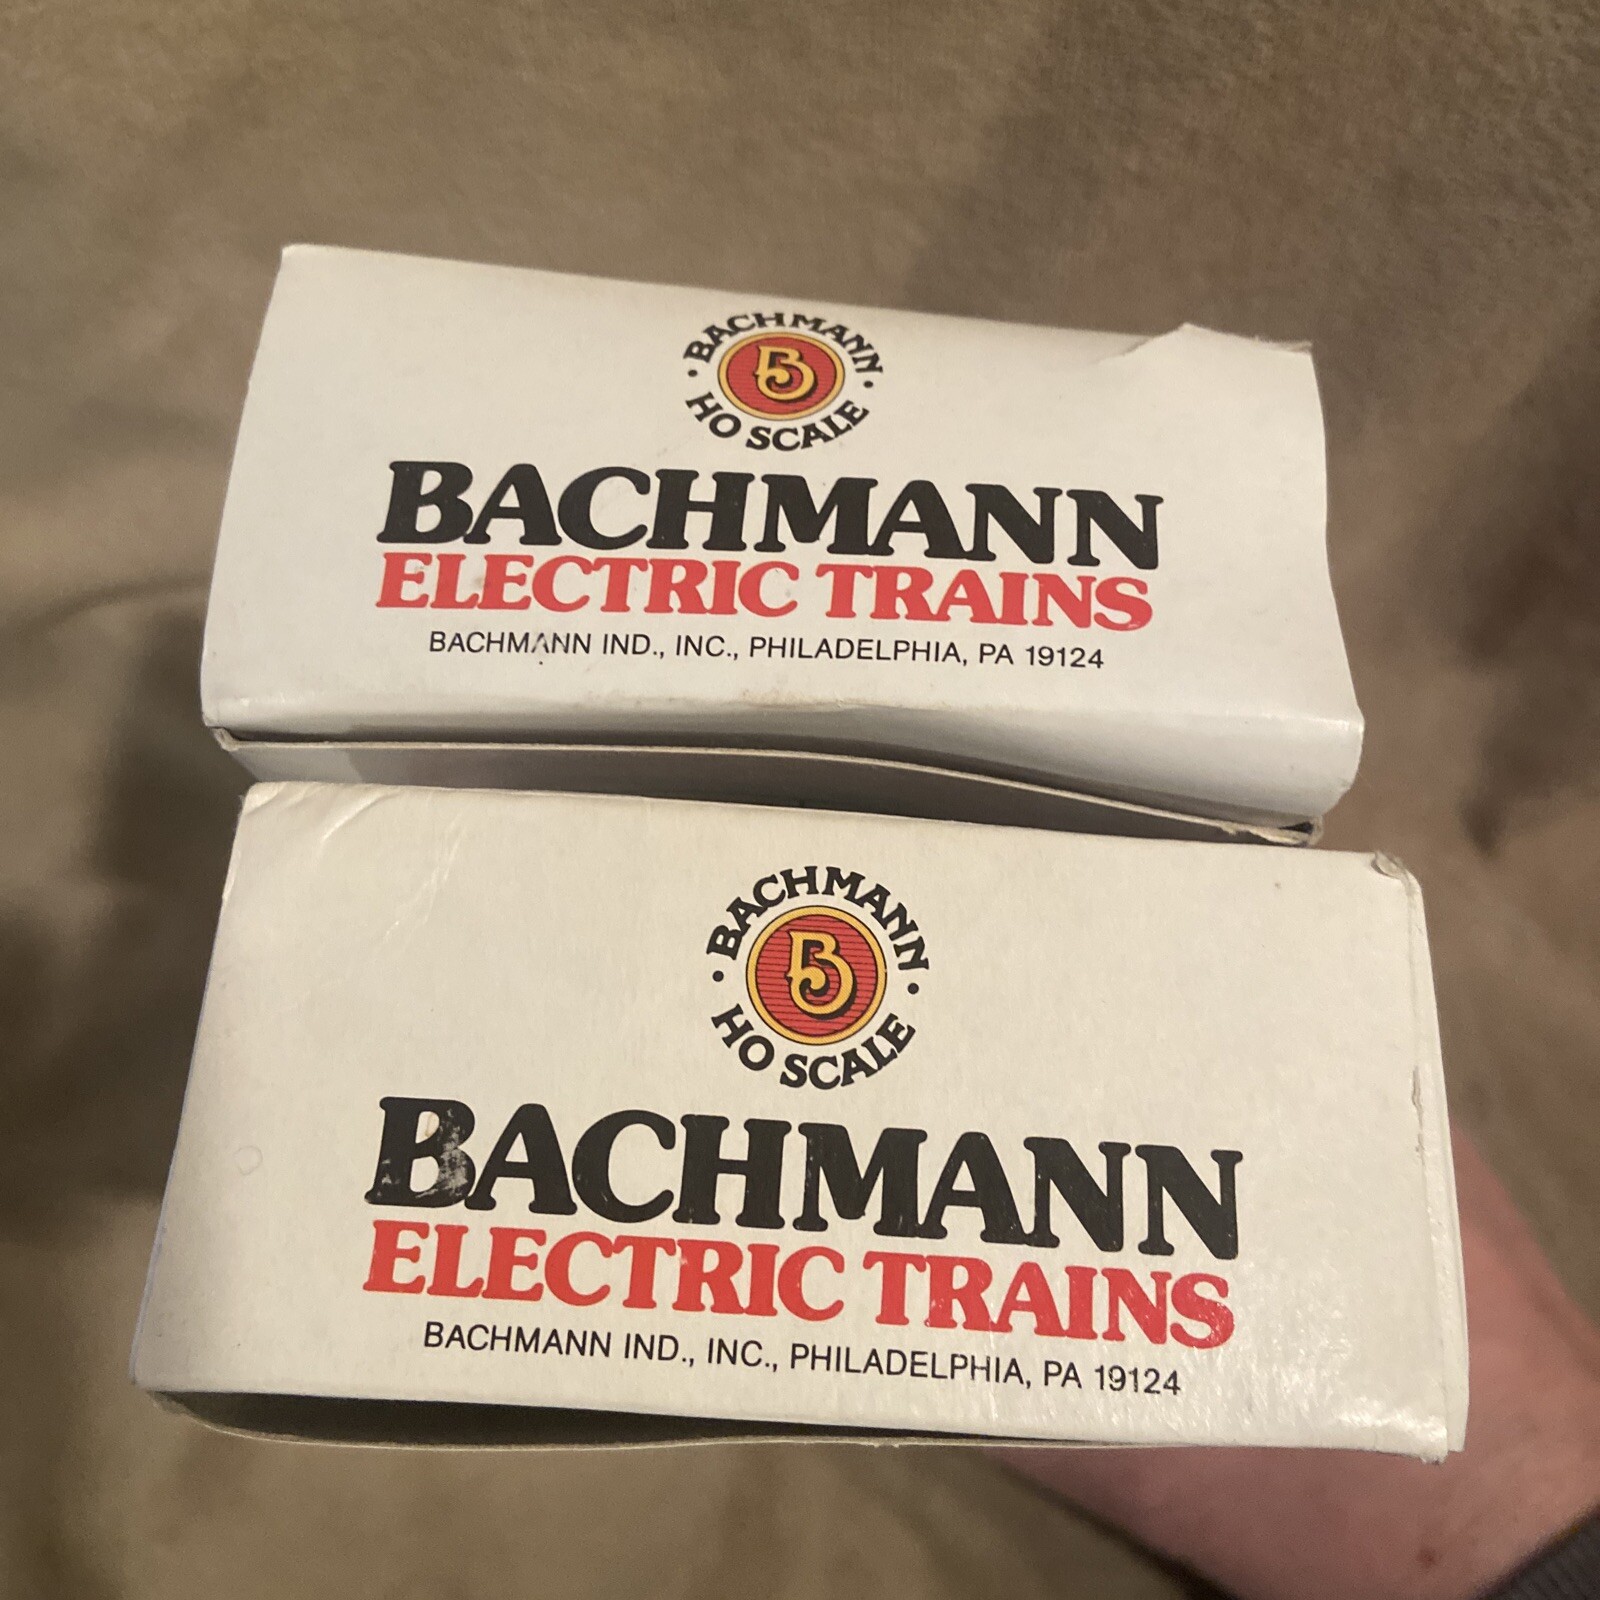 BACHMANN
B
HO SCALE
BACHMANN
ELECTRIC TRAINS
BACHMANN IND., INC., PHILADELPHIA, PA 19124
BACHMANN
B
HO SCALE
BACHMANN
ELECTRIC TRAINS
BACHMANN IND., INC., PHILADELPHIA, PA 19124